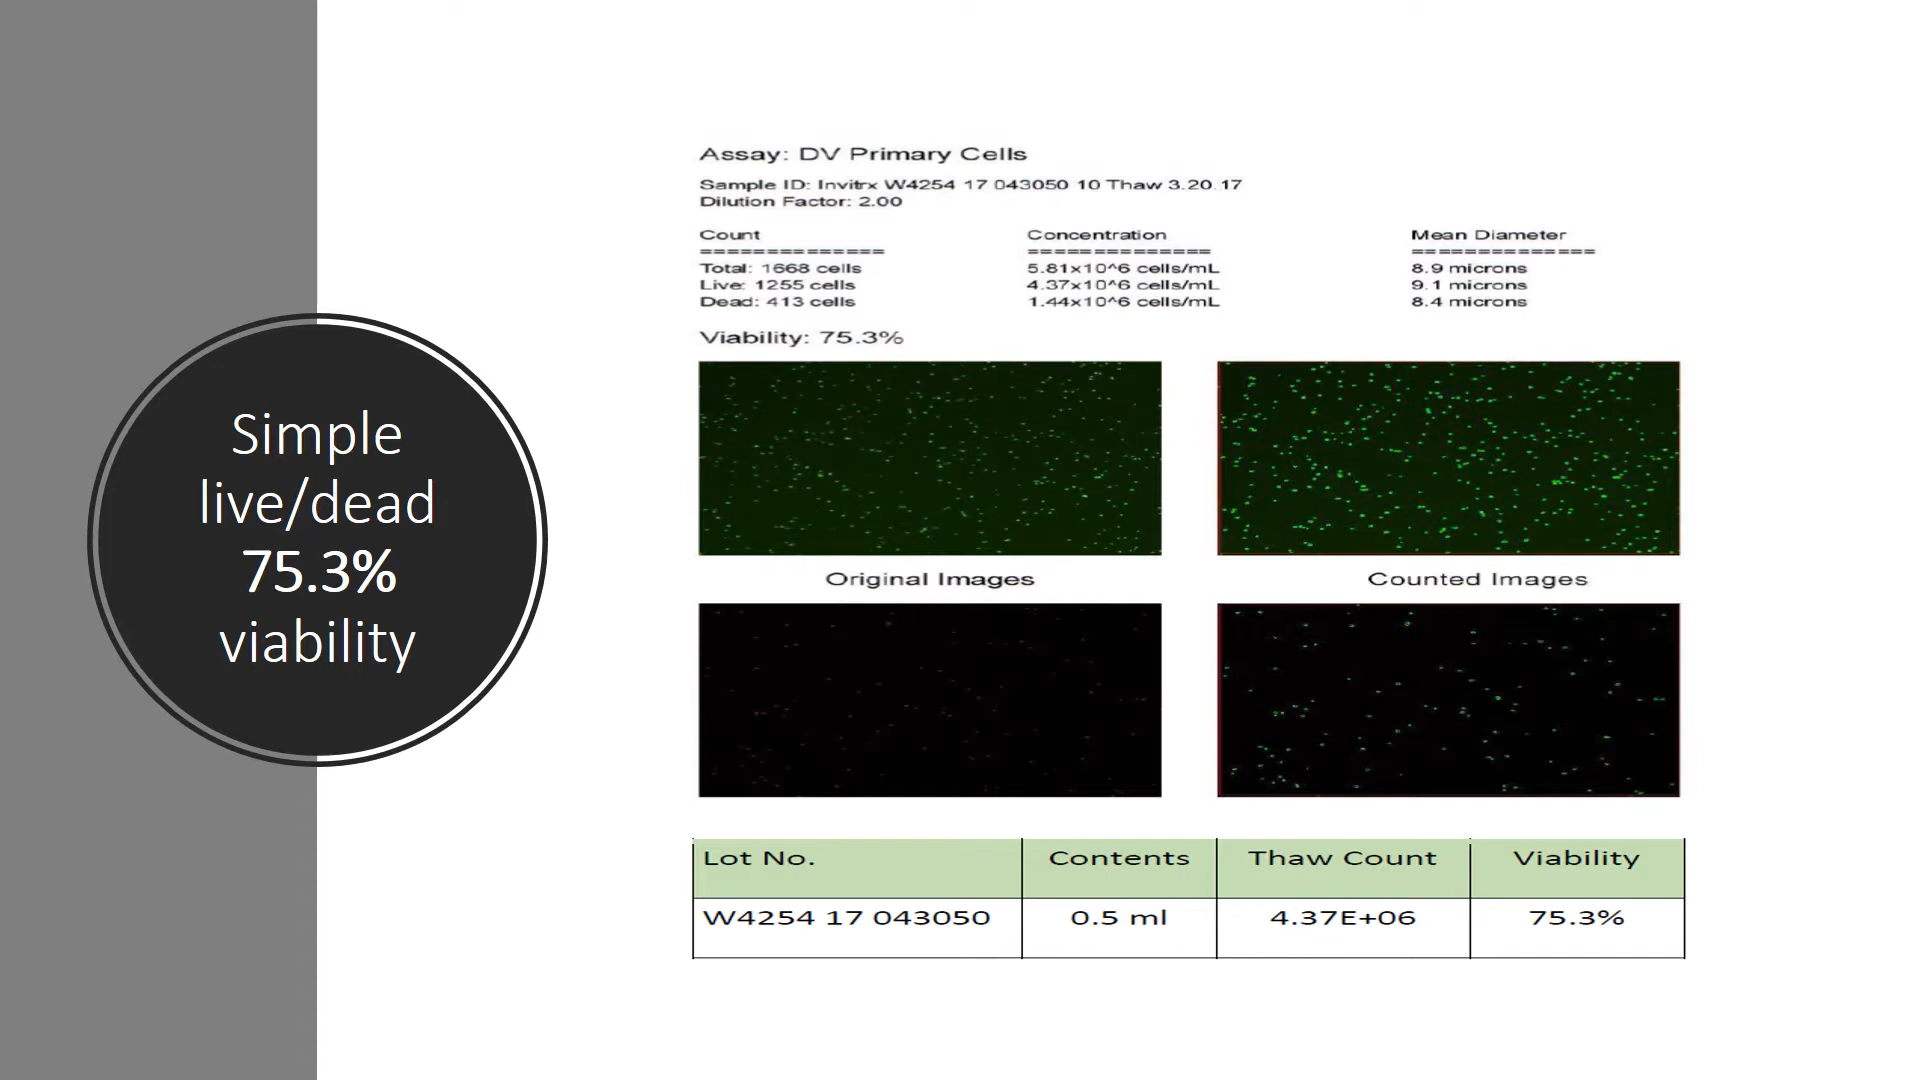 Simple
live/dead
75.3%
viability
Assay: DV Primary Cells
Sample ID: Invitrx W4254 17 043050 10 Thaw 3.20.17
Dilution Factor: 2.00
Count Concentration Mean Diameter
============== ============== ==============
Total: 1668 cells 5.81x10^6 cells/mL 8.9 microns
Live: 1255 cells 4.37x10^6 cells/mL 9.1 microns
Dead: 413 cells 1.44x10^6 cells/mL 8.4 microns
Viability: 75.3%
Original Images Counted Images
Lot No. Contents Thaw Count Viability
W4254 17 043050 0.5 ml 4.37E+06 75.3%